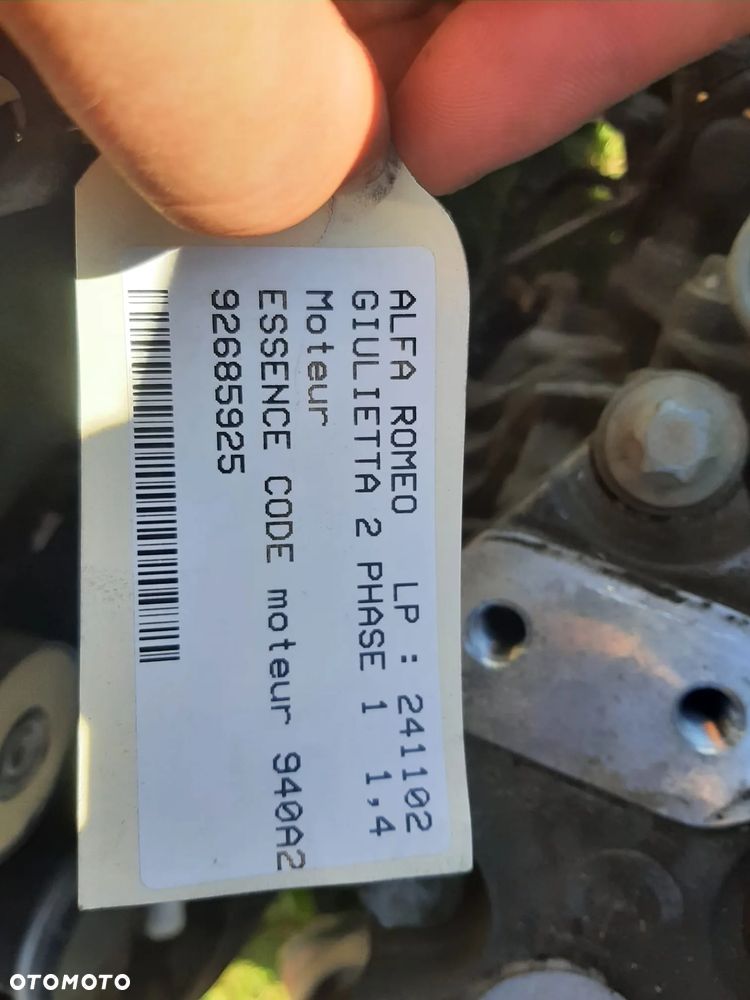 ALFA ROMEO LP : 241102
GIULIETTA 2 PHASE 1 1,4
Moteur
ESSENCE CODE moteur 940A2
92685925
OTOMOTO